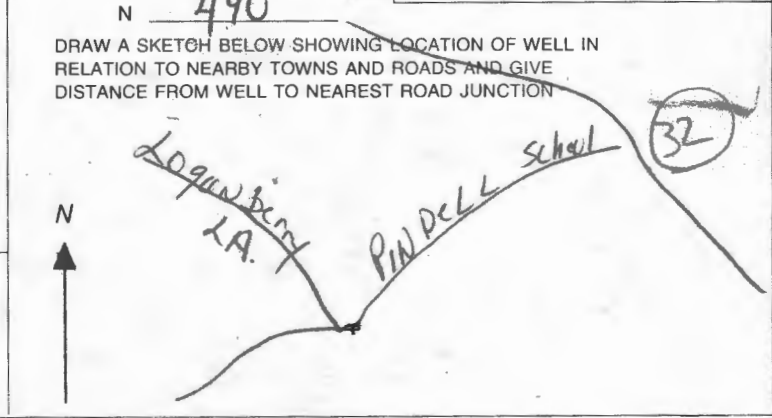 N 490
DRAW A SKETCH BELOW SHOWING LOCATION OF WELL IN
RELATION TO NEARBY TOWNS AND ROADS AND GIVE
DISTANCE FROM WELL TO NEAREST ROAD JUNCTION
32
Loganberry
LA.
PINDELL School
N